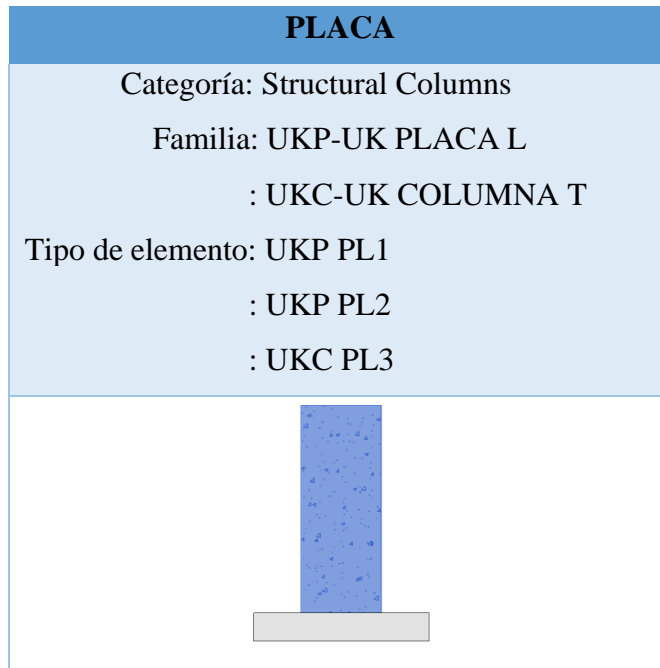 PLACA
Categoría: Structural Columns
Familia: UKP-UK PLACA L
: UKC-UK COLUMNA T
Tipo de elemento: UKP PL1
: UKP PL2
: UKC PL3